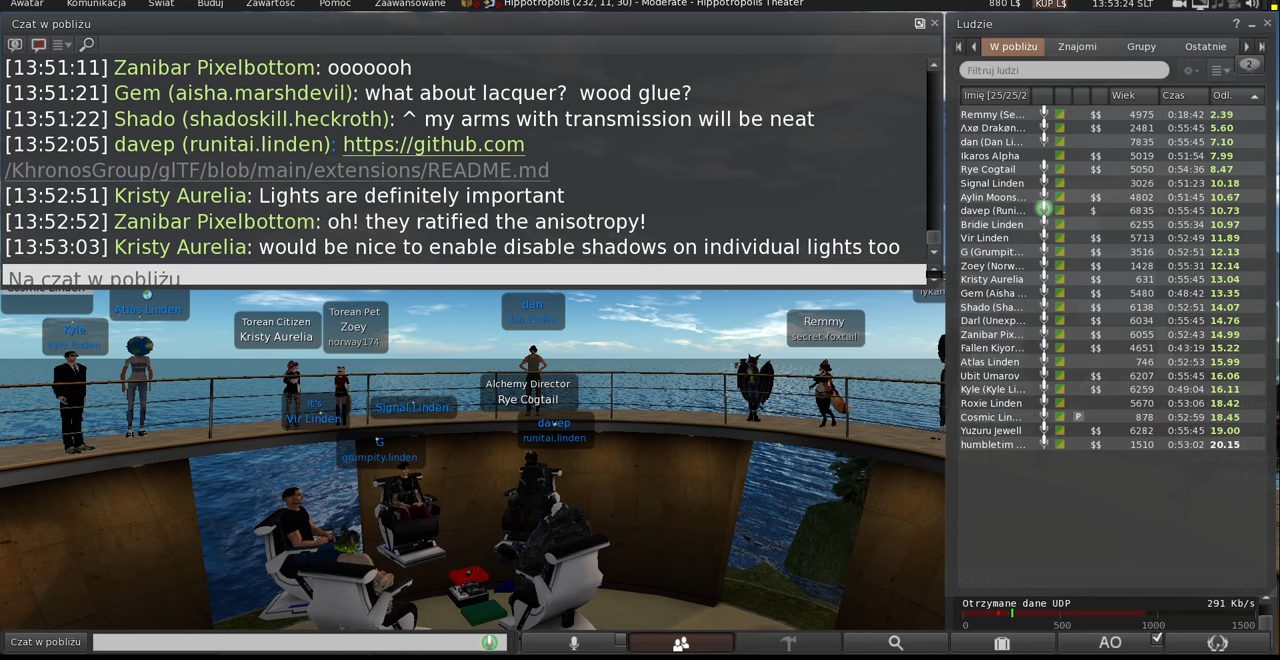 Awatar Komunikacja Świat Buduj Zawartość Pomoc Zaawansowane Hippotropolis (232, 11, 30) - Moderate - Hippotropolis Theater 880 L$ KUP L$ 13:53:24 SLT
Czat w pobliżu
[13:51:11] Zanibar Pixelbottom: ooooooh
[13:51:21] Gem (aisha.marshdevil): what about lacquer? wood glue?
[13:51:22] Shado (shadoskill.heckroth): ^ my arms with transmission will be neat
[13:52:05] davep (runitai.linden): https://github.com
/KhronosGroup/glTF/blob/main/extensions/README.md
[13:52:51] Kristy Aurelia: Lights are definitely important
[13:52:52] Zanibar Pixelbottom: oh! they ratified the anisotropy!
[13:53:03] Kristy Aurelia: would be nice to enable disable shadows on individual lights too
Na czat w pobliżu
Cosmic Linden
Atlas Linden
Kyle
kyle.linden
Torean Citizen
Kristy Aurelia
Torean Pet
Zoey
norway174
dan
dan.linden
Remmy
secret.foxtail
It's
Vir Linden
Signal Linden
Alchemy Director
Rye Cogtail
davep
runitai.linden
G
grumpity.linden
Czat w pobliżu
Ludzie
? _ ×
W pobliżu Znajomi Grupy Ostatnie
Filtruj ludzi
2
Imię [25/25/2 Wiek Czas Odl.
Remmy (Se... $$ 4975 0:18:42 2.39
Λxø Drakøn... $$ 2481 0:55:45 5.60
dan (Dan Li... 7835 0:55:45 7.10
Ikaros Alpha $$ 5019 0:51:54 7.99
Rye Cogtail $$ 5050 0:54:36 8.47
Signal Linden 3026 0:51:23 10.18
Aylin Moons... $$ 4802 0:51:45 10.67
davep (Runi... $ 6835 0:55:45 10.73
Bridie Linden 6255 0:55:34 10.97
Vir Linden $$ 5713 0:52:49 11.89
G (Grumpit... $$ 3516 0:52:51 12.13
Zoey (Norw... $$ 1428 0:55:31 12.14
Kristy Aurelia $$ 631 0:55:45 13.04
Gem (Aisha ... $$ 5480 0:48:42 13.35
Shado (Sha... $$ 6138 0:52:51 14.07
Darl (Unexp... $$ 6034 0:55:45 14.76
Zanibar Pix... $$ 6055 0:52:43 14.99
Fallen Kiyor... $$ 4651 0:43:19 15.22
Atlas Linden 746 0:52:53 15.99
Ubit Umarov $$ 6207 0:55:45 16.06
Kyle (Kyle Li... $$ 6259 0:49:04 16.11
Roxie Linden 5670 0:53:06 18.42
Cosmic Lin... P 878 0:52:59 18.45
Yuzuru Jewell $$ 6282 0:55:45 19.00
humbletim ... $$ 1510 0:53:02 20.15
Otrzymane dane UDP 291 Kb/s
0 500 1000 1500
AO